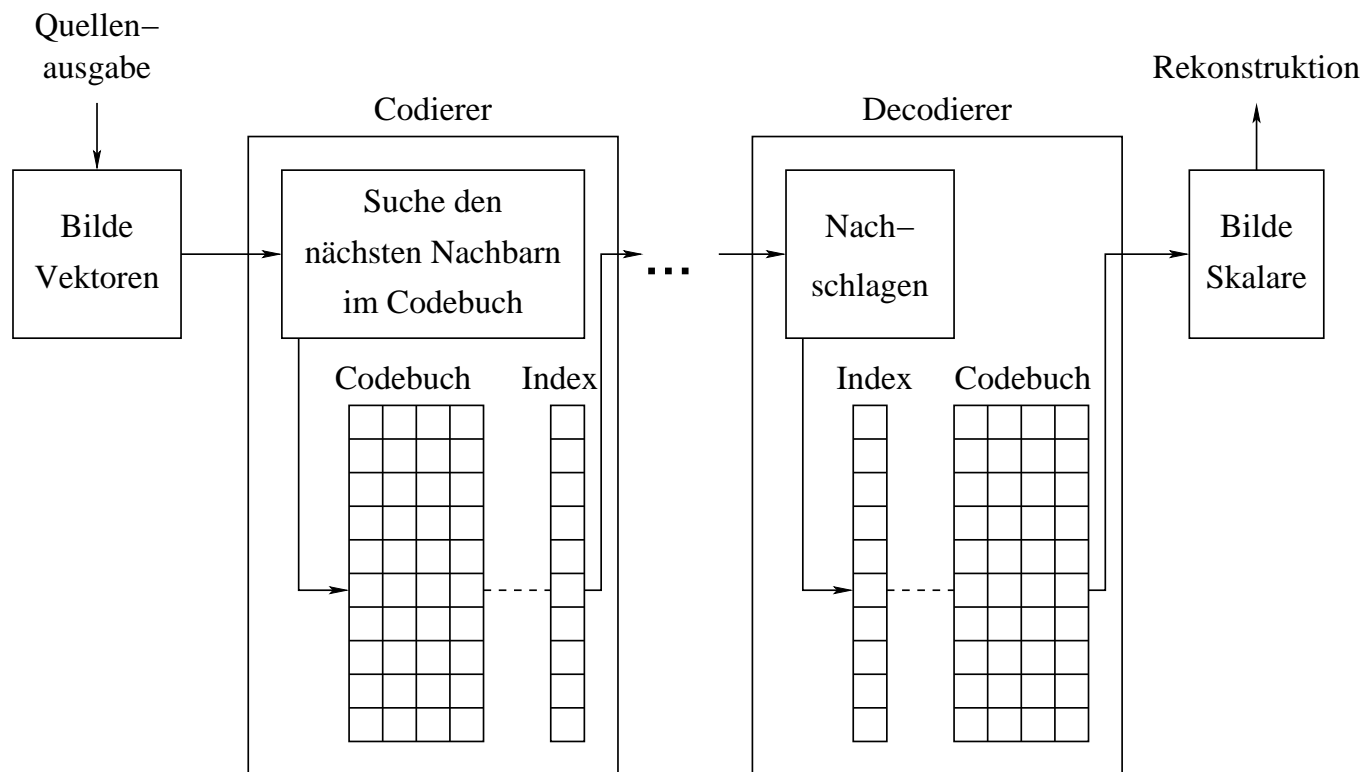 Quellen–
ausgabe
Rekonstruktion
Codierer
Decodierer
Bilde
Vektoren
Suche den
nächsten Nachbarn
im Codebuch
...
Nach–
schlagen
Bilde
Skalare
Codebuch
Index
Index
Codebuch